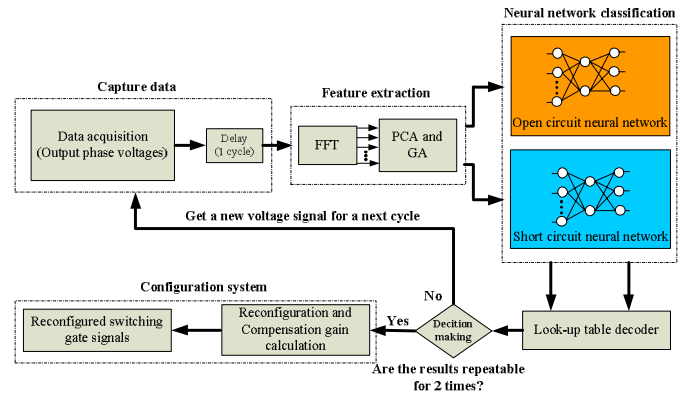 Neural network classification
Open circuit neural network
Short circuit neural network
Capture data
Data acquisition
(Output phase voltages)
Delay
(1 cycle)
Feature extraction
FFT
PCA and
GA
Get a new voltage signal for a next cycle
Configuration system
Reconfigured switching
gate signals
Reconfiguration and
Compensation gain
calculation
Yes
No
Decition
making
Look-up table decoder
Are the results repeatable
for 2 times?